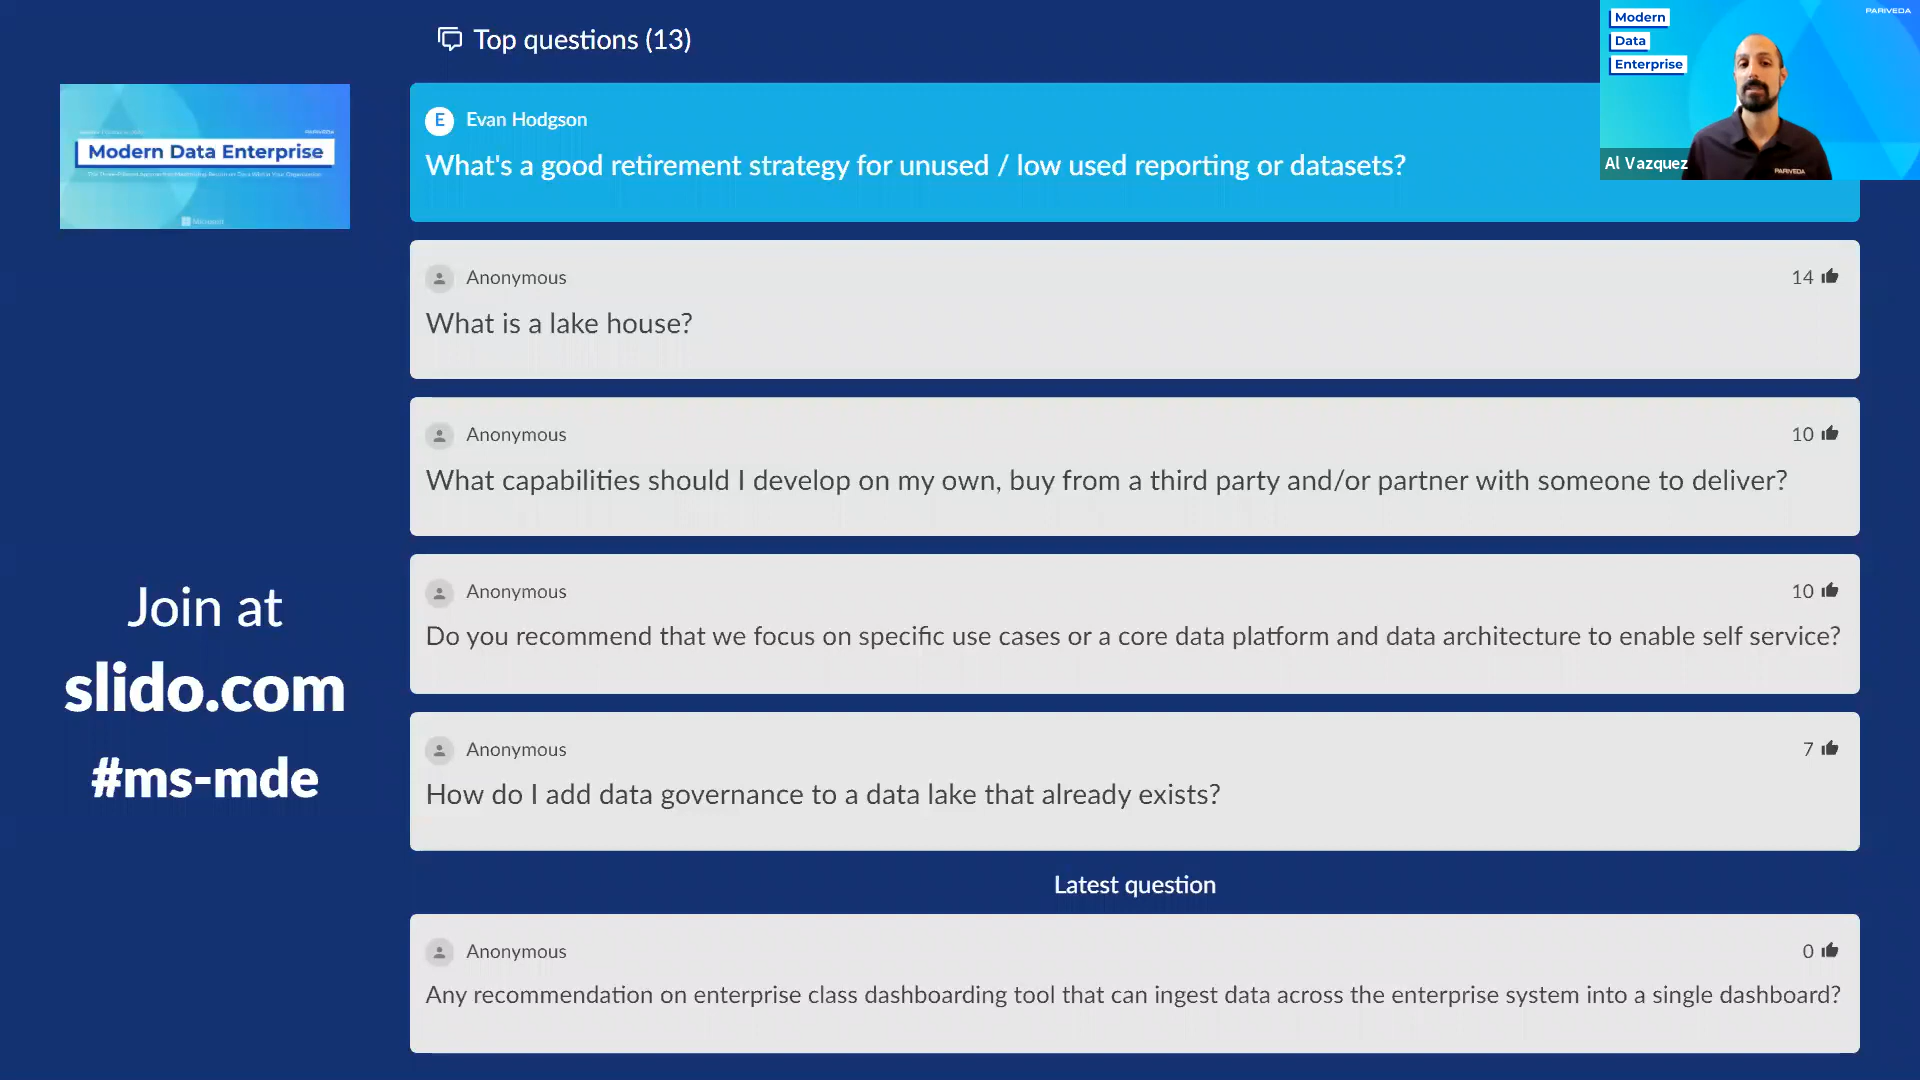 Top questions (13)
PARIVEDA
Modern
Data
Enterprise
Al Vazquez
PARIVEDA
PARIVEDA
Modern Data Enterprise
Microsoft
E
Evan Hodgson
What's a good retirement strategy for unused / low used reporting or datasets?
Anonymous
14
What is a lake house?
Anonymous
10
What capabilities should I develop on my own, buy from a third party and/or partner with someone to deliver?
Anonymous
10
Do you recommend that we focus on specific use cases or a core data platform and data architecture to enable self service?
Anonymous
7
How do I add data governance to a data lake that already exists?
Join at
slido.com
#ms-mde
Latest question
Anonymous
0
Any recommendation on enterprise class dashboarding tool that can ingest data across the enterprise system into a single dashboard?